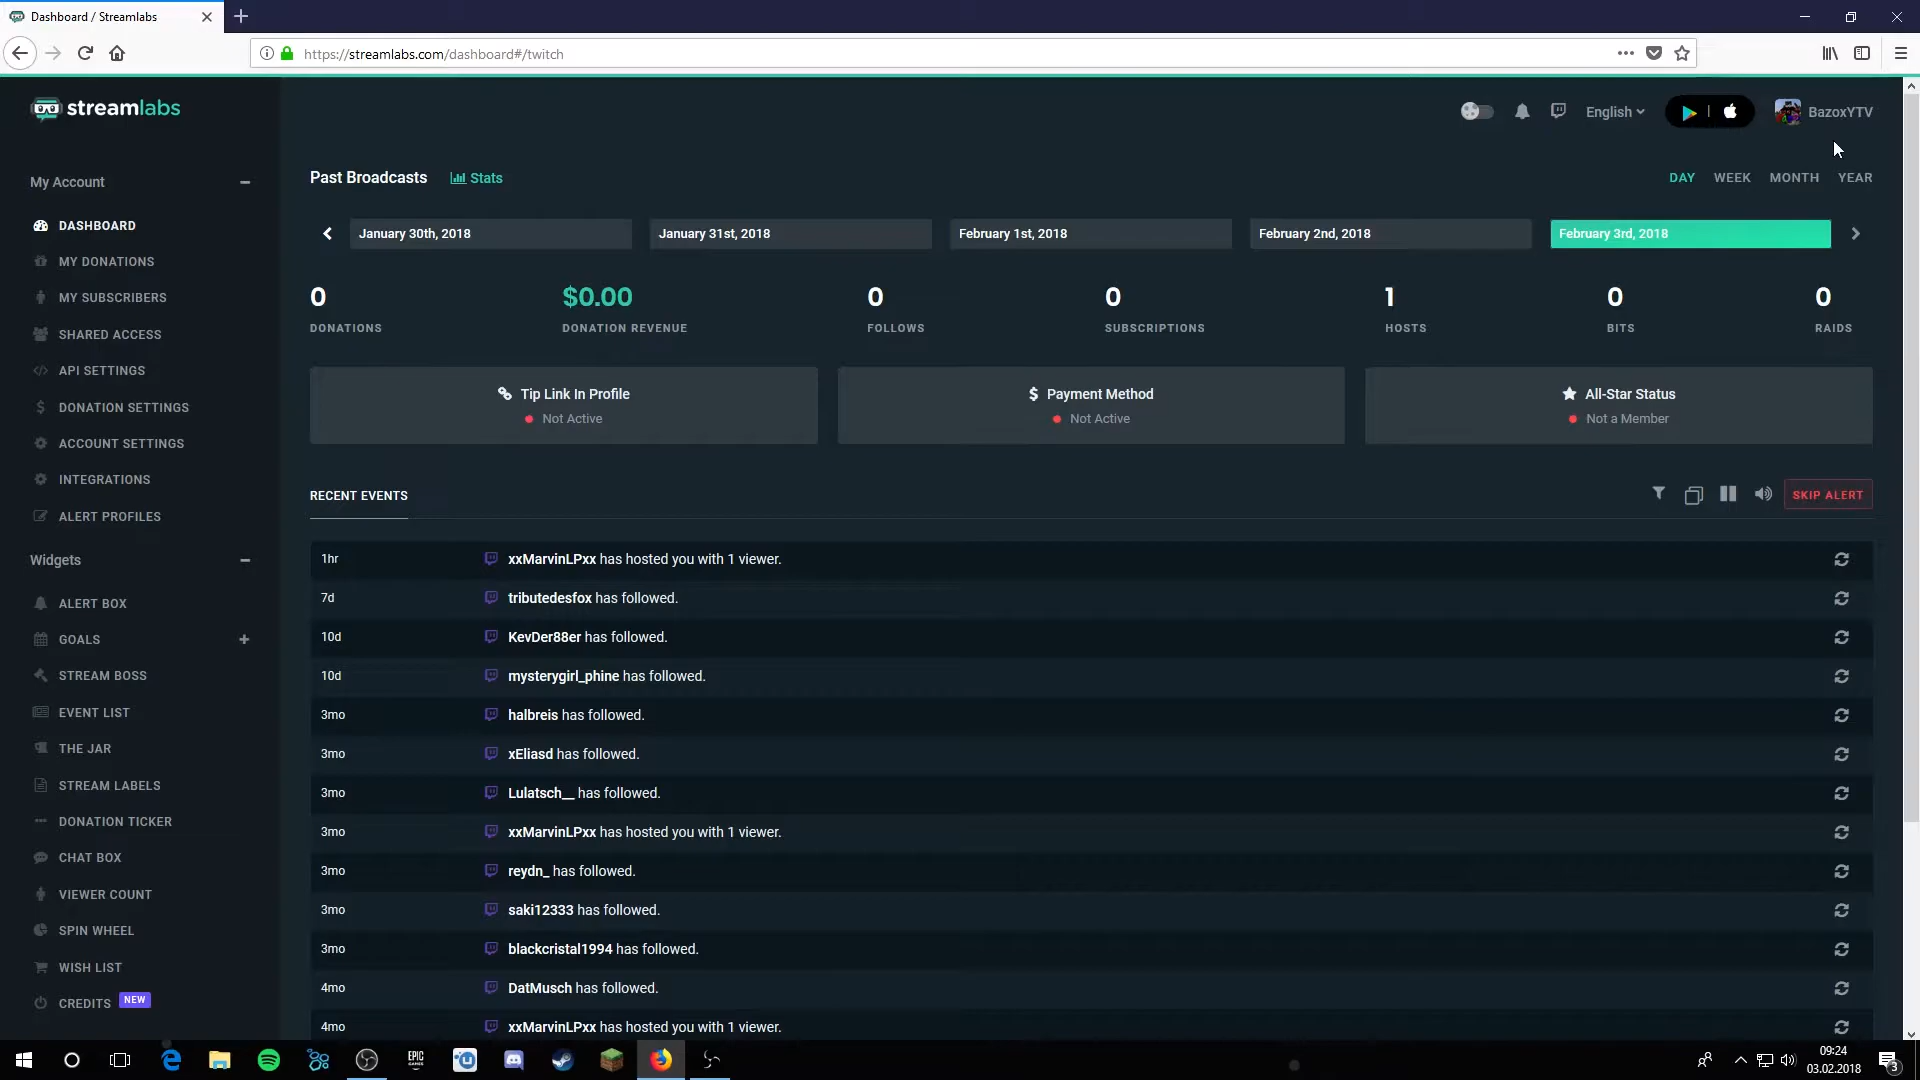 Dashboard / Streamlabs
https://streamlabs.com/dashboard#/twitch
streamlabs
English
BazoxYTV
My Account
DASHBOARD
MY DONATIONS
MY SUBSCRIBERS
SHARED ACCESS
API SETTINGS
DONATION SETTINGS
ACCOUNT SETTINGS
INTEGRATIONS
ALERT PROFILES
Widgets
ALERT BOX
GOALS
STREAM BOSS
EVENT LIST
THE JAR
STREAM LABELS
DONATION TICKER
CHAT BOX
VIEWER COUNT
SPIN WHEEL
WISH LIST
CREDITS NEW
Past Broadcasts Stats
DAY WEEK MONTH YEAR
January 30th, 2018 January 31st, 2018 February 1st, 2018 February 2nd, 2018 February 3rd, 2018
0 $0.00 0 0 1 0 0
DONATIONS DONATION REVENUE FOLLOWS SUBSCRIPTIONS HOSTS BITS RAIDS
Tip Link In Profile
Not Active
Payment Method
Not Active
All-Star Status
Not a Member
RECENT EVENTS
SKIP ALERT
1hr xxMarvinLPxx has hosted you with 1 viewer.
7d tributedesfox has followed.
10d KevDer88er has followed.
10d mysterygirl_phine has followed.
3mo halbreis has followed.
3mo xEliasd has followed.
3mo Lulatsch__ has followed.
3mo xxMarvinLPxx has hosted you with 1 viewer.
3mo reydn_ has followed.
3mo saki12333 has followed.
3mo blackcristal1994 has followed.
4mo DatMusch has followed.
4mo xxMarvinLPxx has hosted you with 1 viewer.
EPIC GAMES
09:24
03.02.2018
3